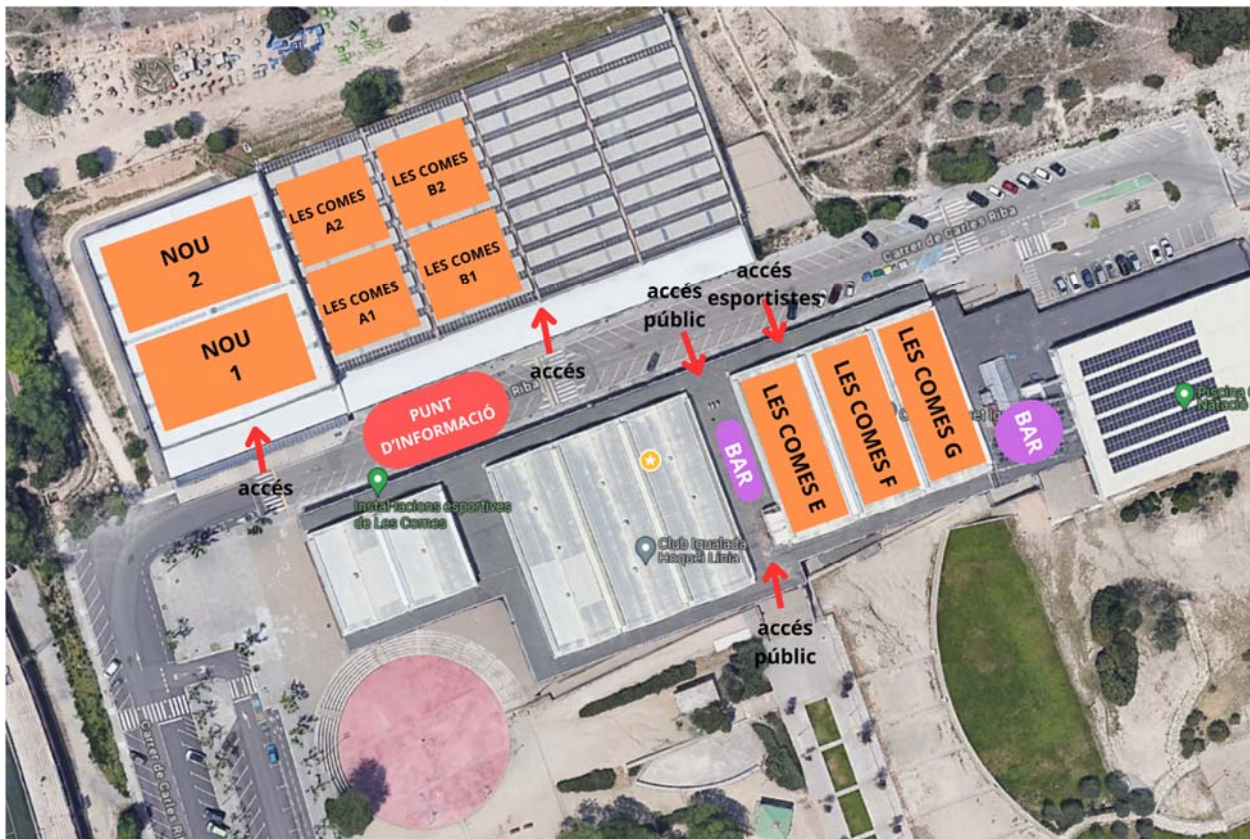 NOU
2
NOU
1
LES COMES
A2
LES COMES
A1
LES COMES
B2
LES COMES
B1
accés
accés
PUNT
D'INFORMACIÓ
Riba
Carrer de Carles Riba
accés
públic
accés
esportistes
LES COMES E
LES COMES F
LES COMES G
BAR
BAR
Piscina
Natació
Instal·lacions esportives
de Les Comes
Club Igualada
Hoquei Línia
accés
públic
Carrer de Carles Riba